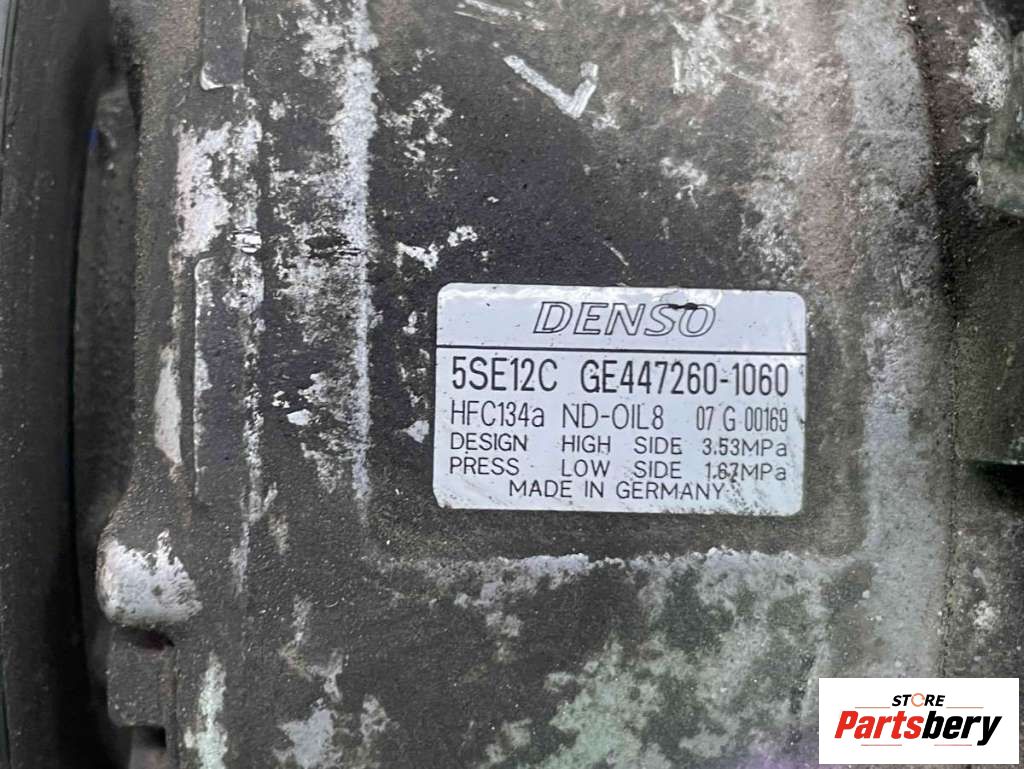 DENSO
5SE12C GE447260-1060
HFC134a ND-OIL8 07 G 00169
DESIGN HIGH SIDE 3.53MPa
PRESS LOW SIDE 1.67MPa
MADE IN GERMANY
STORE
Partsbery